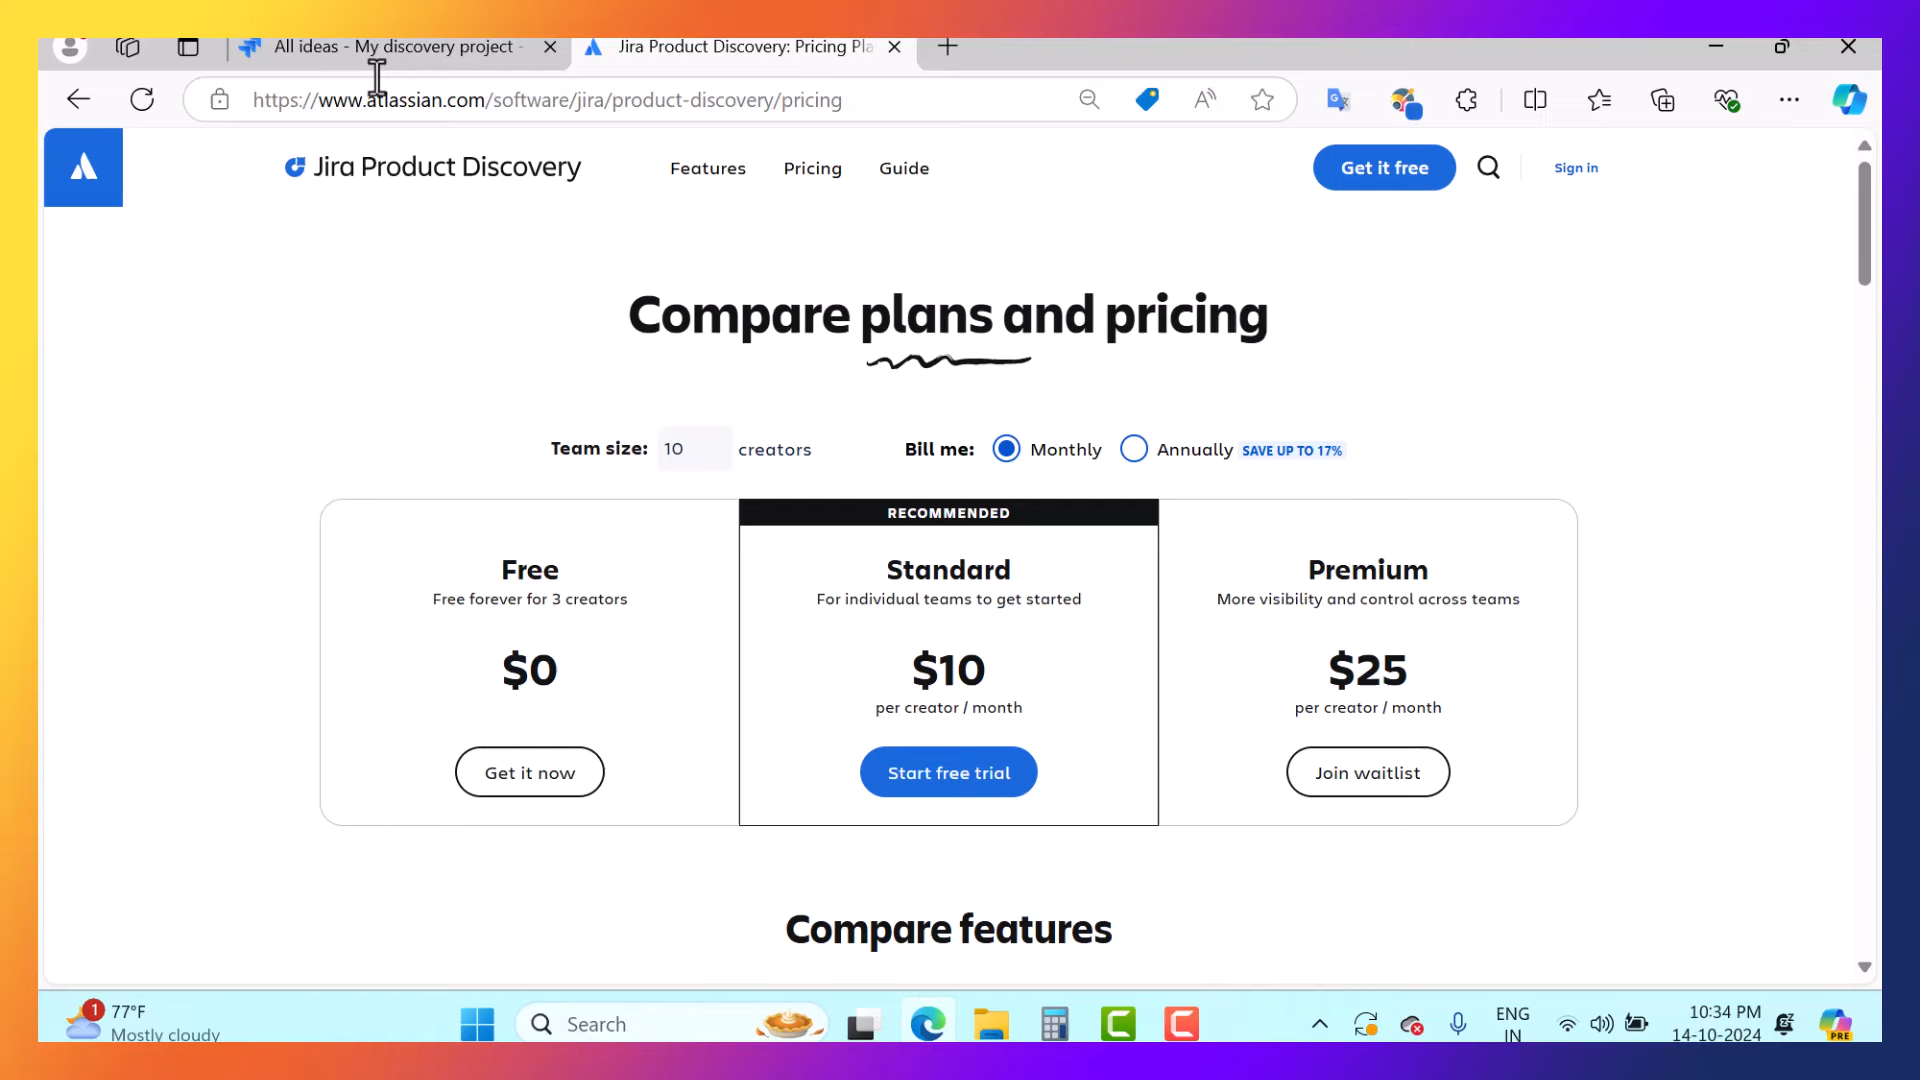 All ideas - My discovery project -
Jira Product Discovery: Pricing Pla
https://www.atlassian.com/software/jira/product-discovery/pricing
Jira Product Discovery
Features
Pricing
Guide
Get it free
Sign in
Compare plans and pricing
Team size: 10 creators
Bill me: Monthly Annually SAVE UP TO 17%
RECOMMENDED
Free
Free forever for 3 creators
$0
Get it now
Standard
For individual teams to get started
$10
per creator / month
Start free trial
Premium
More visibility and control across teams
$25
per creator / month
Join waitlist
Compare features
1
77°F
Mostly cloudy
Search
ENG
IN
10:34 PM
14-10-2024
PRE